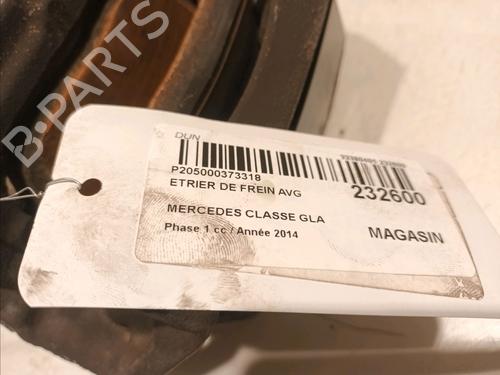 B-PARTS
DUN
P205000373318
ETRIER DE FREIN AVG
232600
MERCEDES CLASSE GLA
Phase 1 cc / Année 2014
MAGASIN